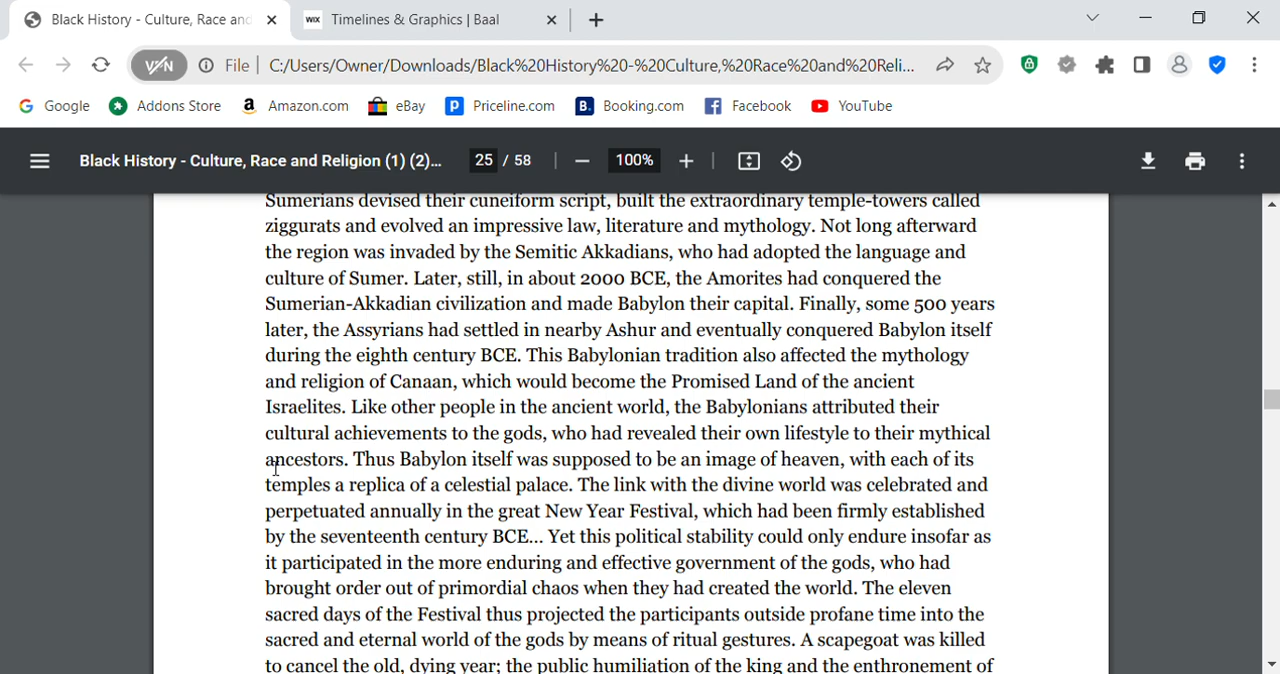 Black History - Culture, Race and
WIX Timelines & Graphics | Baal
VPN File C:/Users/Owner/Downloads/Black%20History%20-%20Culture,%20Race%20and%20Reli...
Google Addons Store Amazon.com eBay Priceline.com Booking.com Facebook YouTube
Black History - Culture, Race and Religion (1) (2)... 25 / 58 100%
Sumerians devised their cuneiform script, built the extraordinary temple-towers called
ziggurats and evolved an impressive law, literature and mythology. Not long afterward
the region was invaded by the Semitic Akkadians, who had adopted the language and
culture of Sumer. Later, still, in about 2000 BCE, the Amorites had conquered the
Sumerian-Akkadian civilization and made Babylon their capital. Finally, some 500 years
later, the Assyrians had settled in nearby Ashur and eventually conquered Babylon itself
during the eighth century BCE. This Babylonian tradition also affected the mythology
and religion of Canaan, which would become the Promised Land of the ancient
Israelites. Like other people in the ancient world, the Babylonians attributed their
cultural achievements to the gods, who had revealed their own lifestyle to their mythical
ancestors. Thus Babylon itself was supposed to be an image of heaven, with each of its
temples a replica of a celestial palace. The link with the divine world was celebrated and
perpetuated annually in the great New Year Festival, which had been firmly established
by the seventeenth century BCE... Yet this political stability could only endure insofar as
it participated in the more enduring and effective government of the gods, who had
brought order out of primordial chaos when they had created the world. The eleven
sacred days of the Festival thus projected the participants outside profane time into the
sacred and eternal world of the gods by means of ritual gestures. A scapegoat was killed
to cancel the old, dying year; the public humiliation of the king and the enthronement of